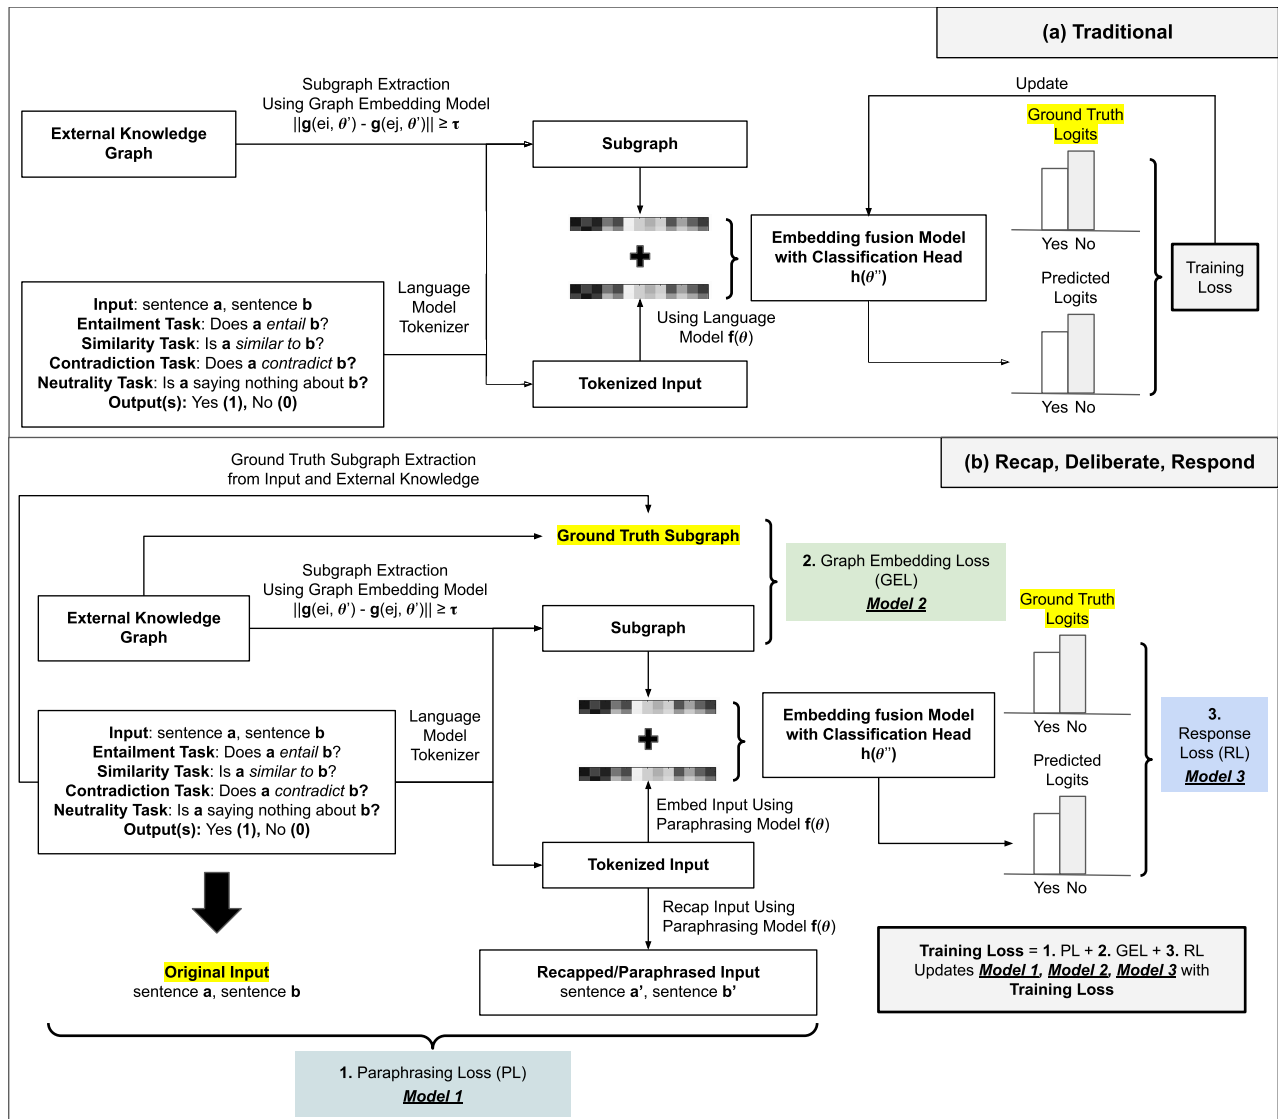 (a) Traditional
Subgraph Extraction
Using Graph Embedding Model
||g(ei, θ') - g(ej, θ')|| ≥ τ
External Knowledge
Graph
Subgraph
Update
Ground Truth
Logits
Yes No
Embedding fusion Model
with Classification Head
h(θ'')
Training
Loss
Predicted
Logits
Yes No
Language
Model
Tokenizer
Using Language
Model f(θ)
Input: sentence a, sentence b
Entailment Task: Does a entail b?
Similarity Task: Is a similar to b?
Contradiction Task: Does a contradict b?
Neutrality Task: Is a saying nothing about b?
Output(s): Yes (1), No (0)
Tokenized Input
(b) Recap, Deliberate, Respond
Ground Truth Subgraph Extraction
from Input and External Knowledge
Ground Truth Subgraph
2. Graph Embedding Loss
(GEL)
Model 2
Subgraph Extraction
Using Graph Embedding Model
||g(ei, θ') - g(ej, θ')|| ≥ τ
External Knowledge
Graph
Subgraph
Ground Truth
Logits
Yes No
Embedding fusion Model
with Classification Head
h(θ'')
3.
Response
Loss (RL)
Model 3
Predicted
Logits
Yes No
Language
Model
Tokenizer
Input: sentence a, sentence b
Entailment Task: Does a entail b?
Similarity Task: Is a similar to b?
Contradiction Task: Does a contradict b?
Neutrality Task: Is a saying nothing about b?
Output(s): Yes (1), No (0)
Embed Input Using
Paraphrasing Model f(θ)
Tokenized Input
Recap Input Using
Paraphrasing Model f(θ)
Original Input
sentence a, sentence b
Recapped/Paraphrased Input
sentence a', sentence b'
Training Loss = 1. PL + 2. GEL + 3. RL
Updates Model 1, Model 2, Model 3 with
Training Loss
1. Paraphrasing Loss (PL)
Model 1